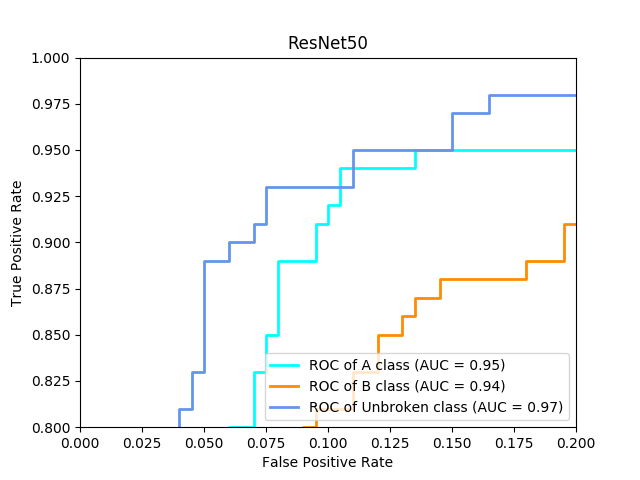 ResNet50
True Positive Rate
1.000
0.975
0.950
0.925
0.900
0.875
0.850
0.825
0.800
ROC of A class (AUC = 0.95)
ROC of B class (AUC = 0.94)
ROC of Unbroken class (AUC = 0.97)
0.000 0.025 0.050 0.075 0.100 0.125 0.150 0.175 0.200
False Positive Rate